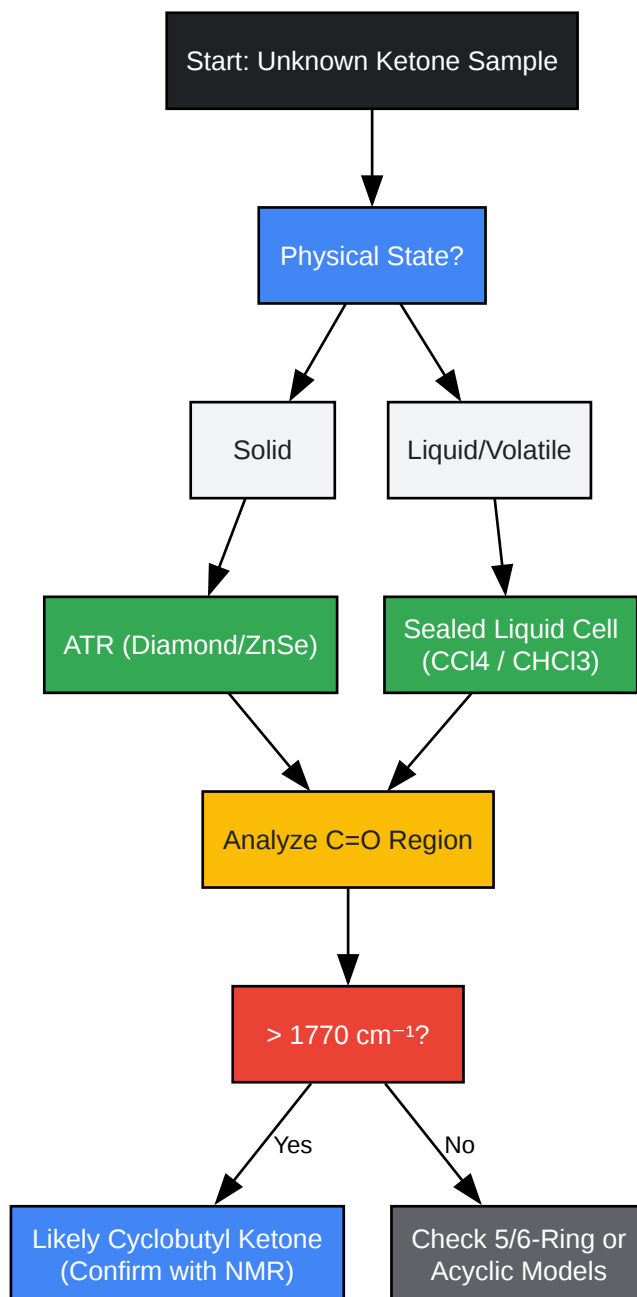 Start: Unknown Ketone Sample
Physical State?
Solid
Liquid/Volatile
ATR (Diamond/ZnSe)
Sealed Liquid Cell
(CCl4 / CHCl3)
Analyze C=O Region
> 1770 cm⁻¹?
Yes
No
Likely Cyclobutyl Ketone
(Confirm with NMR)
Check 5/6-Ring or
Acyclic Models